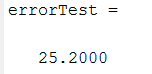 errorTest =
25.2000